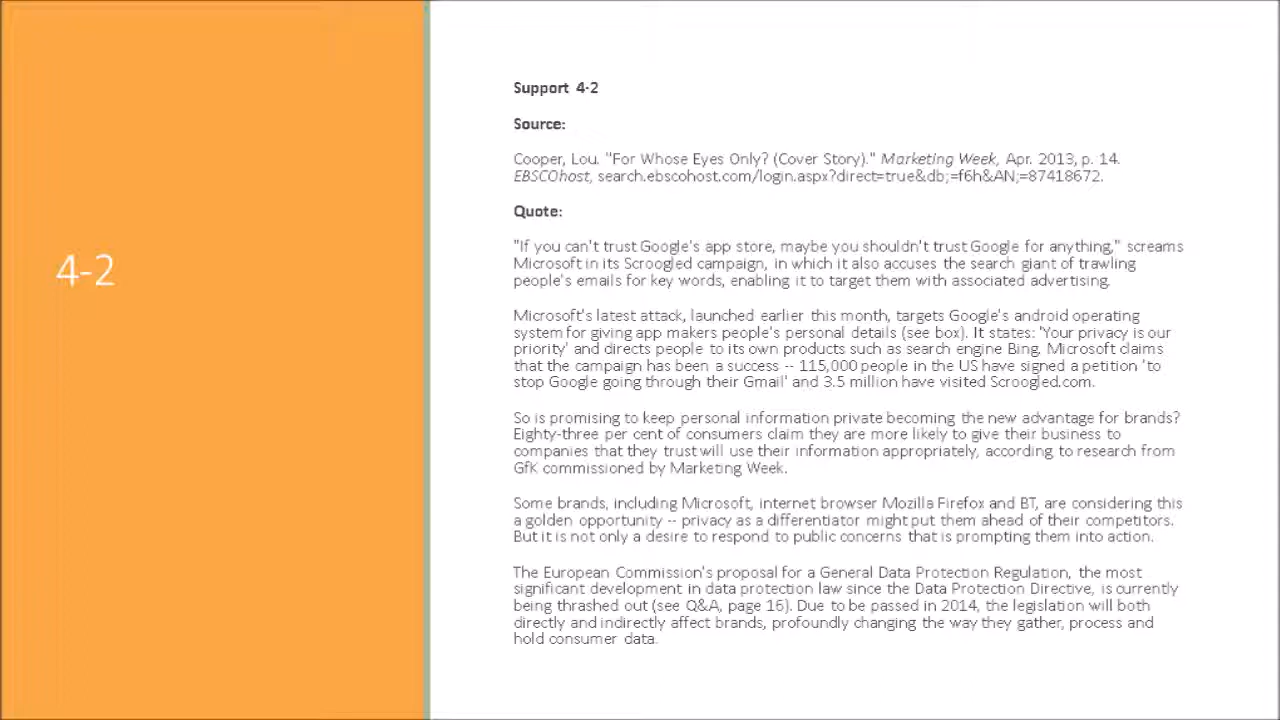 4-2
Support 4-2
Source:
Cooper, Lou. "For Whose Eyes Only? (Cover Story)." Marketing Week, Apr. 2013, p. 14.
EBSCOhost, search.ebscohost.com/login.aspx?direct=true&db;=f6h&AN;=87418672.
Quote:
"If you can't trust Google's app store, maybe you shouldn't trust Google for anything," screams
Microsoft in its Scroogled campaign, in which it also accuses the search giant of trawling
people's emails for key words, enabling it to target them with associated advertising.
Microsoft's latest attack, launched earlier this month, targets Google's android operating
system for giving app makers people's personal details (see box). It states: 'Your privacy is our
priority' and directs people to its own products such as search engine Bing. Microsoft claims
that the campaign has been a success -- 115,000 people in the US have signed a petition 'to
stop Google going through their Gmail' and 3.5 million have visited Scroogled.com.
So is promising to keep personal information private becoming the new advantage for brands?
Eighty-three per cent of consumers claim they are more likely to give their business to
companies that they trust will use their information appropriately, according to research from
GfK commissioned by Marketing Week.
Some brands, including Microsoft, internet browser Mozilla Firefox and BT, are considering this
a golden opportunity -- privacy as a differentiator might put them ahead of their competitors.
But it is not only a desire to respond to public concerns that is prompting them into action.
The European Commission's proposal for a General Data Protection Regulation, the most
significant development in data protection law since the Data Protection Directive, is currently
being thrashed out (see Q&A, page 16). Due to be passed in 2014, the legislation will both
directly and indirectly affect brands, profoundly changing the way they gather, process and
hold consumer data.